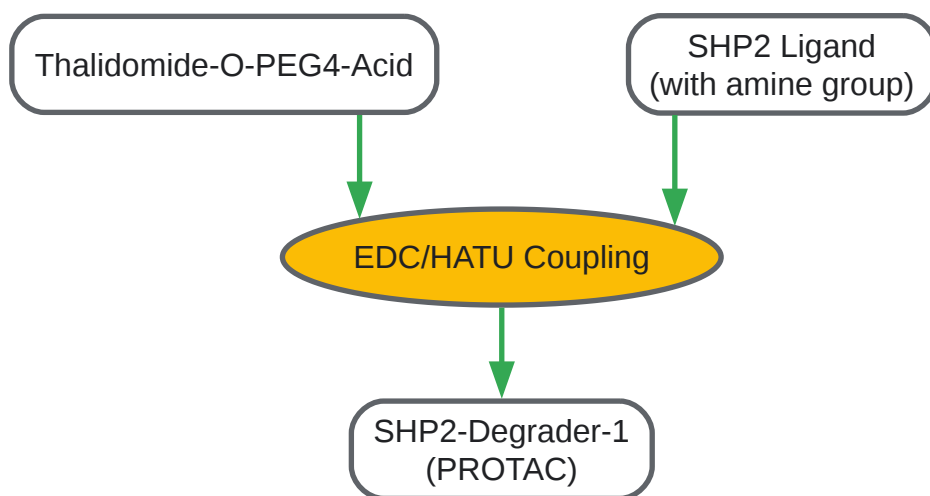 Thalidomide-O-PEG4-Acid
SHP2 Ligand
(with amine group)
EDC/HATU Coupling
SHP2-Degrader-1
(PROTAC)